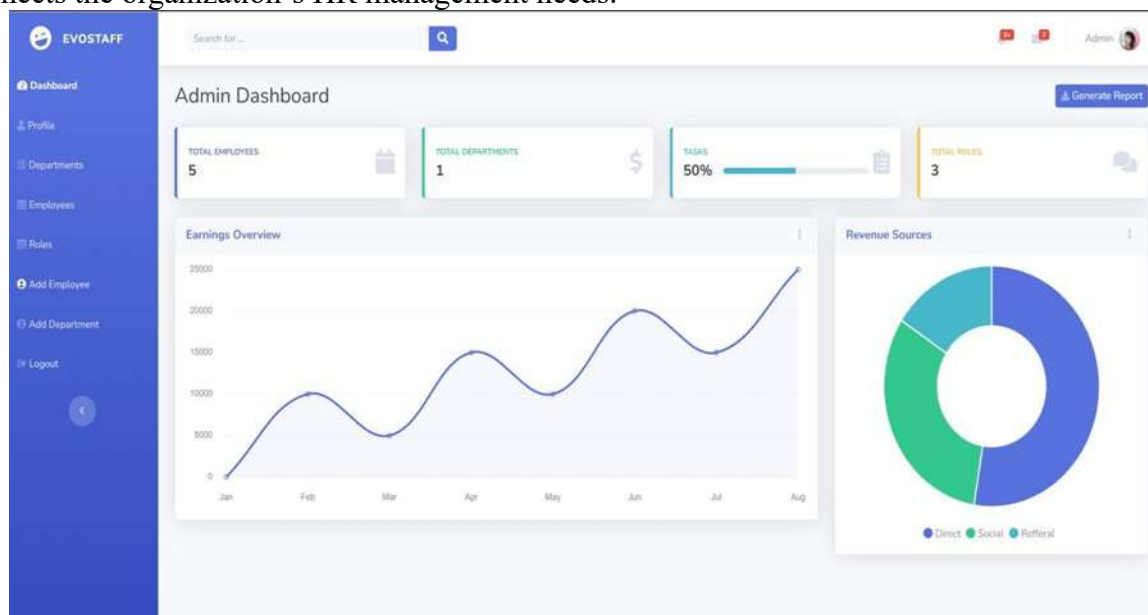 meets the organization's HR management needs.
EVOSTAFF
Search for ...
Admin
Dashboard
Profile
Departments
Employees
Roles
Add Employee
Add Department
Logout
Admin Dashboard
Generate Report
TOTAL EMPLOYEES
5
TOTAL DEPARTMENTS
1
TASKS
50%
$
TOTAL ROLES
3
Earnings Overview
25000
20000
15000
10000
5000
0
Jan Feb Mar Apr May Jun Jul Aug
Revenue Sources
Direct Social Refferal